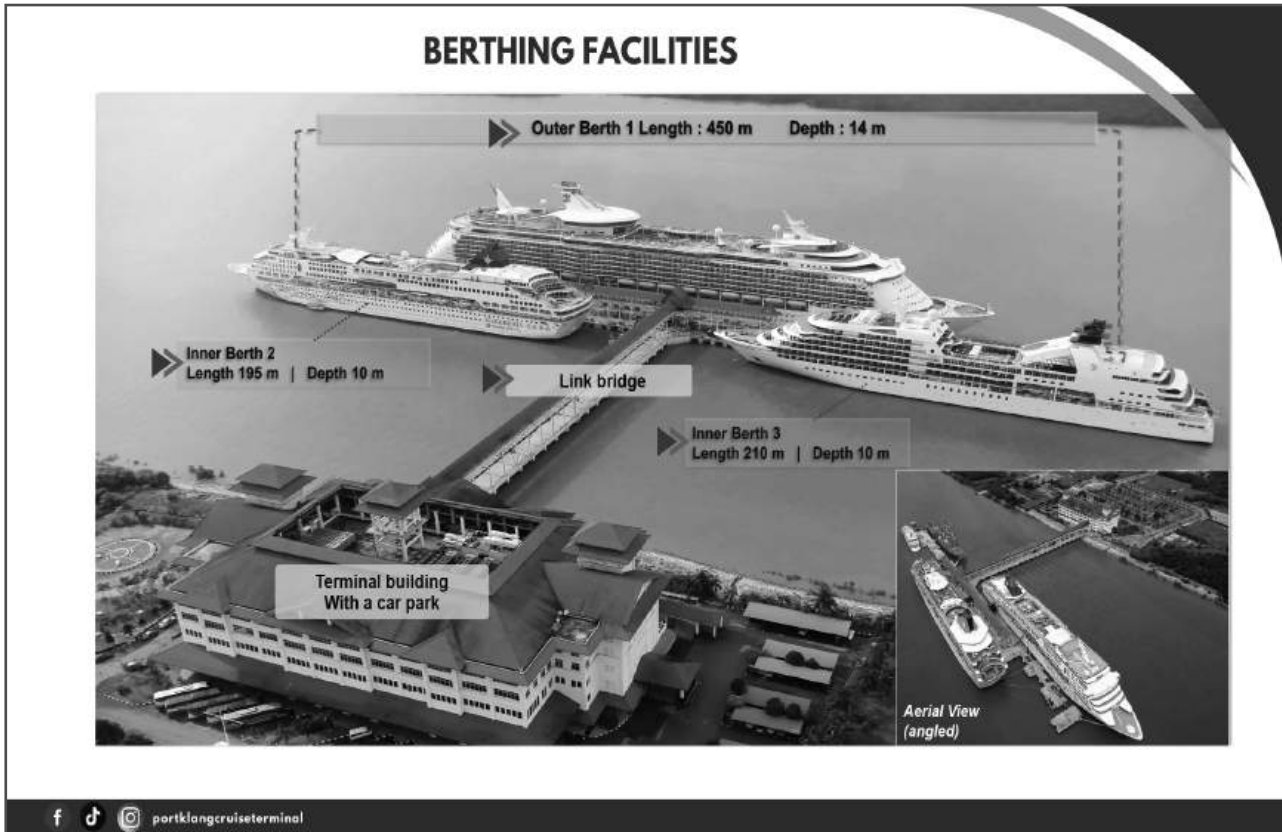 BERTHING FACILITIES
Outer Berth 1 Length : 450 m Depth : 14 m
Inner Berth 2
Length 195 m | Depth 10 m
Link bridge
Inner Berth 3
Length 210 m | Depth 10 m
Terminal building
With a car park
Aerial View
(angled)
portklangcruiseterminal